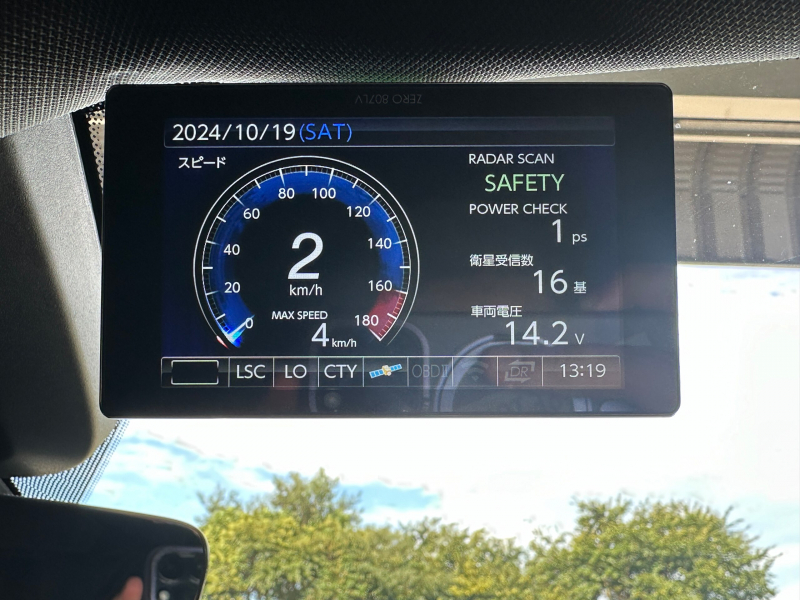 ZERO 807LV
2024/10/19(SAT)
スピード
RADAR SCAN
SAFETY
POWER CHECK
1 ps
衛星受信数
16 基
車両電圧
14.2 V
0
20
40
60
80
100
120
140
160
180
2
km/h
MAX SPEED
4 km/h
LSC LO CTY OBDII DR 13:19